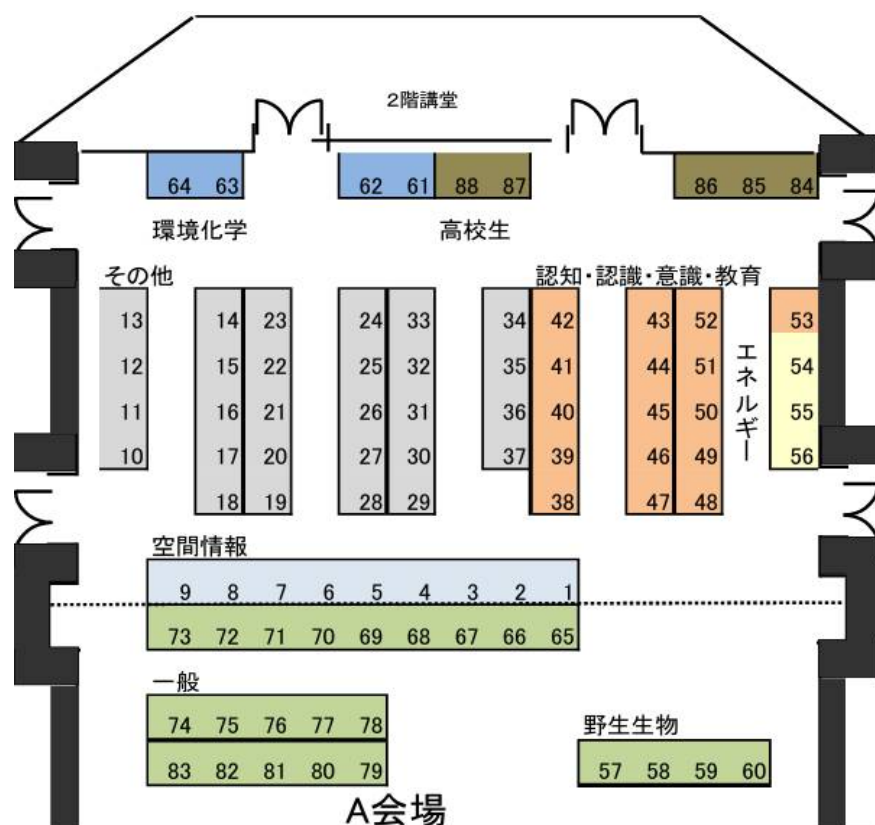 2階講堂
64 63
62 61 88 87
86 85 84
環境化学
高校生
その他
認知・認識・意識・教育
13 14 23 24 33 34 42 43 52 53
12 15 22 25 32 35 41 44 51 54
11 16 21 26 31 36 40 45 50 55
10 17 20 27 30 37 39 46 49 56
18 19 28 29 38 47 48
エネルギー
空間情報
9 8 7 6 5 4 3 2 1
73 72 71 70 69 68 67 66 65
一般
74 75 76 77 78
83 82 81 80 79
野生生物
57 58 59 60
A会場